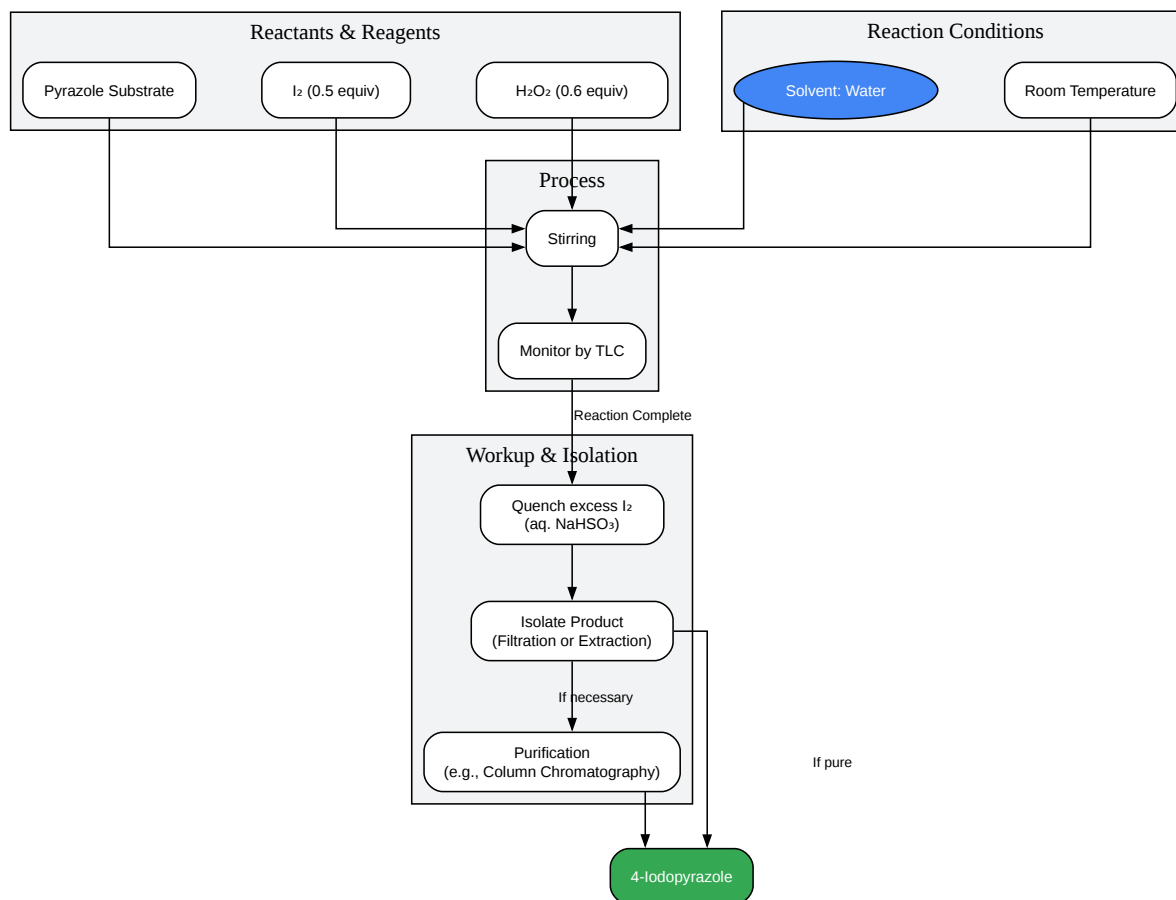 Reactants & Reagents
Reaction Conditions
Pyrazole Substrate
I₂ (0.5 equiv)
H₂O₂ (0.6 equiv)
Solvent: Water
Room Temperature
Process
Stirring
Monitor by TLC
Reaction Complete
Workup & Isolation
Quench excess I₂
(aq. NaHSO₃)
Isolate Product
(Filtration or Extraction)
If necessary
Purification
(e.g., Column Chromatography)
If pure
4-Iodopyrazole